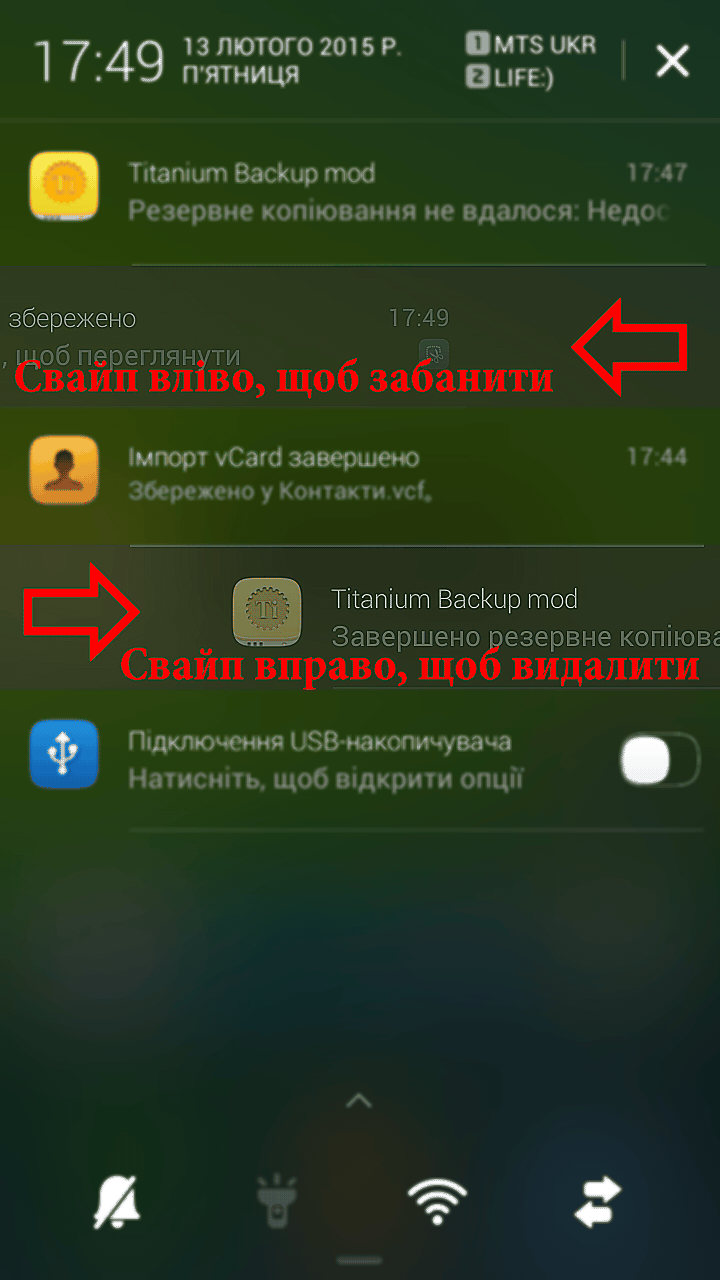 17:49
13 ЛЮТОГО 2015 Р.
П'ЯТНИЦЯ
1 MTS UKR
2 LIFE:)
Titanium Backup mod
17:47
Резервне копіювання не вдалося: Недос
збережено
17:49
, щоб переглянути
Свайп вліво, щоб забанити
Імпорт vCard завершено
17:44
Збережено у Контакти.vcf。
Ti
Titanium Backup mod
Завершено резервне копіюва
Свайп вправо, щоб видалити
Підключення USB-накопичувача
Натисніть, щоб відкрити опції